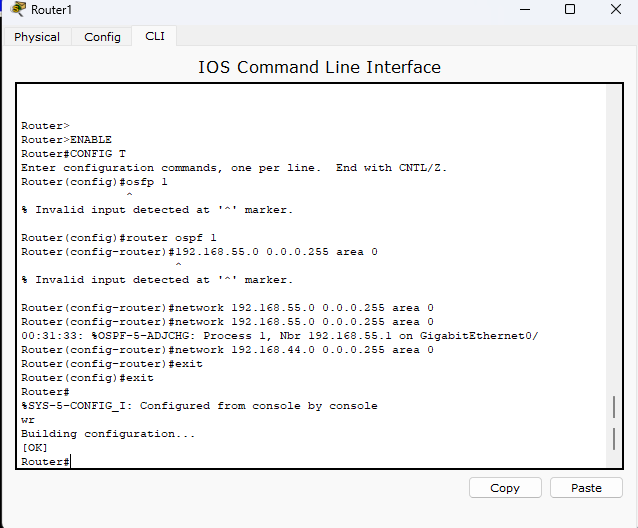 Router1
Physical Config CLI
IOS Command Line Interface
Router>
Router>ENABLE
Router#CONFIG T
Enter configuration commands, one per line.  End with CNTL/Z.
Router(config)#osfp 1
^
% Invalid input detected at '^' marker.
Router(config)#router ospf 1
Router(config-router)#192.168.55.0 0.0.0.255 area 0
^
% Invalid input detected at '^' marker.
Router(config-router)#network 192.168.55.0 0.0.0.255 area 0
Router(config-router)#network 192.168.55.0 0.0.0.255 area 0
00:31:33: %OSPF-5-ADJCHG: Process 1, Nbr 192.168.55.1 on GigabitEthernet0/
Router(config-router)#network 192.168.44.0 0.0.0.255 area 0
Router(config-router)#exit
Router(config)#exit
Router#
%SYS-5-CONFIG_I: Configured from console by console
wr
Building configuration...
[OK]
Router#
Copy Paste